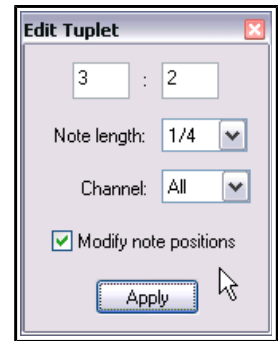 Edit Tuplet
3 : 2
Note length: 1/4
Channel: All
Modify note positions
Apply